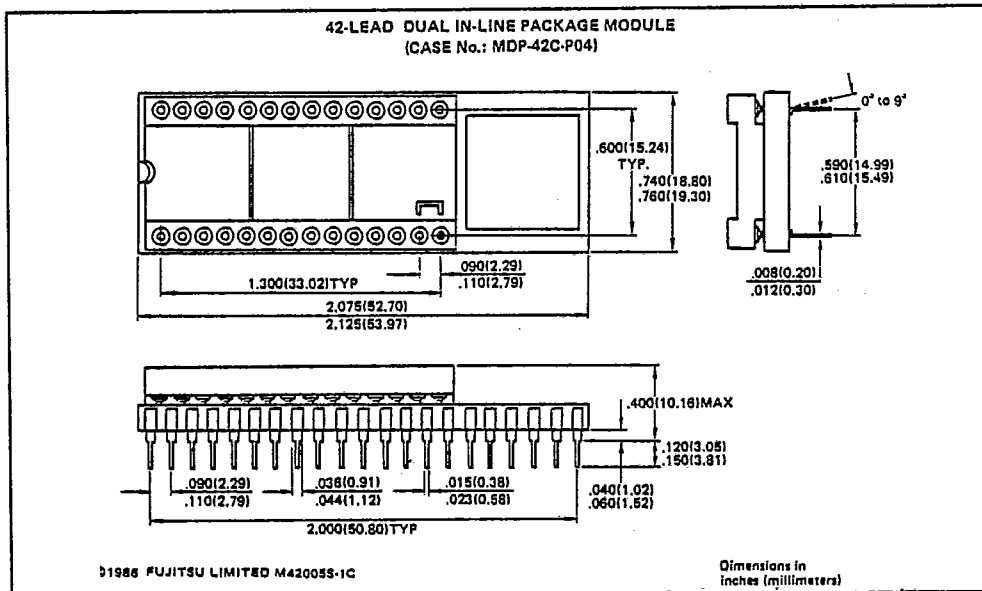 42-LEAD DUAL IN-LINE PACKAGE MODULE
(CASE No.: MDP-42C-P04)
0° to 9°
.600(15.24)
TYP.
.740(18.80)
.760(19.30)
.590(14.99)
.610(15.49)
.090(2.29)
.110(2.79)
1.300(33.02)TYP
2.075(52.70)
2.125(53.97)
.008(0.20)
.012(0.30)
.400(10.16)MAX
.120(3.05)
.150(3.81)
.090(2.29)
.110(2.79)
.036(0.91)
.044(1.12)
.015(0.38)
.023(0.58)
.040(1.02)
.060(1.52)
2.000(50.80)TYP
1986 FUJITSU LIMITED M42005S-1C
Dimensions in
inches (millimeters)